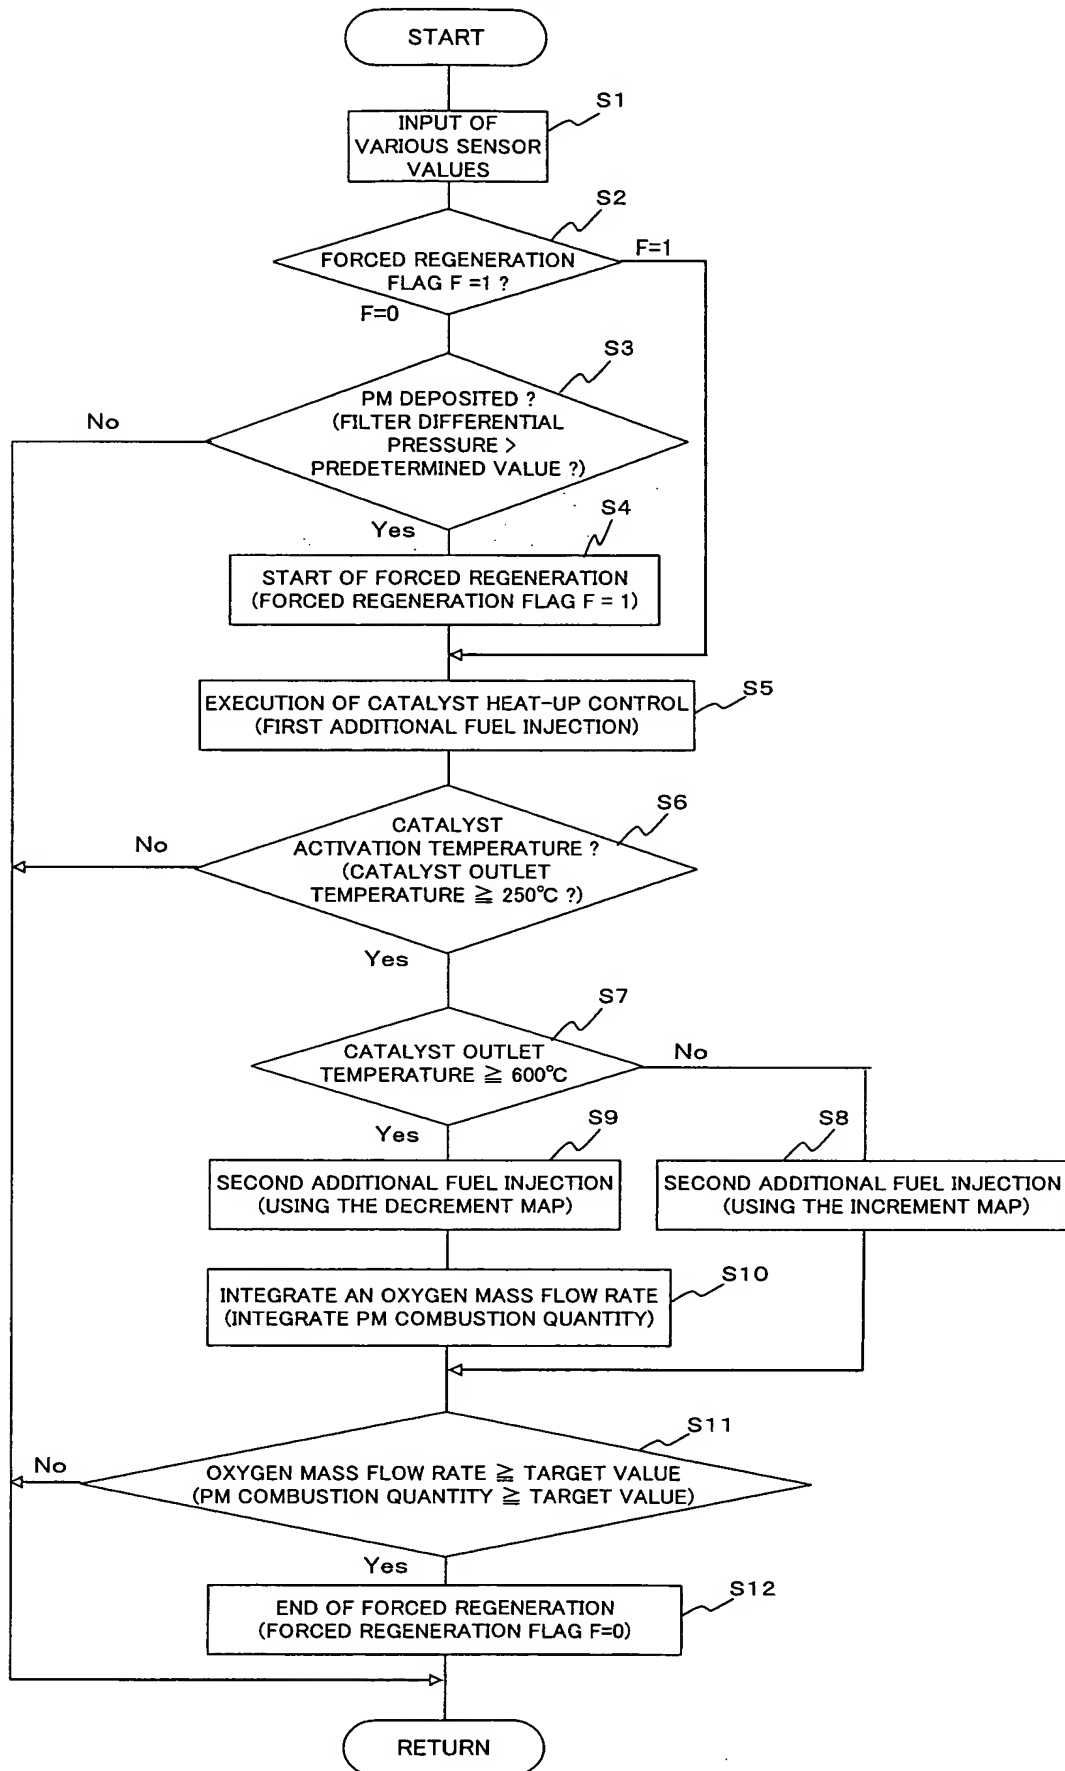 START
S1
INPUT OF
VARIOUS SENSOR
VALUES
S2
FORCED REGENERATION
FLAG F =1 ?
F=1
F=0
S3
PM DEPOSITED ?
(FILTER DIFFERENTIAL
PRESSURE >
PREDETERMINED VALUE ?)
No
Yes
S4
START OF FORCED REGENERATION
(FORCED REGENERATION FLAG F = 1)
S5
EXECUTION OF CATALYST HEAT-UP CONTROL
(FIRST ADDITIONAL FUEL INJECTION)
S6
CATALYST
ACTIVATION TEMPERATURE ?
(CATALYST OUTLET
TEMPERATURE ≧ 250°C ?)
No
Yes
S7
CATALYST OUTLET
TEMPERATURE ≧ 600°C
No
Yes
S9
SECOND ADDITIONAL FUEL INJECTION
(USING THE DECREMENT MAP)
S8
SECOND ADDITIONAL FUEL INJECTION
(USING THE INCREMENT MAP)
S10
INTEGRATE AN OXYGEN MASS FLOW RATE
(INTEGRATE PM COMBUSTION QUANTITY)
S11
OXYGEN MASS FLOW RATE ≧ TARGET VALUE
(PM COMBUSTION QUANTITY ≧ TARGET VALUE)
No
Yes
S12
END OF FORCED REGENERATION
(FORCED REGENERATION FLAG F=0)
RETURN